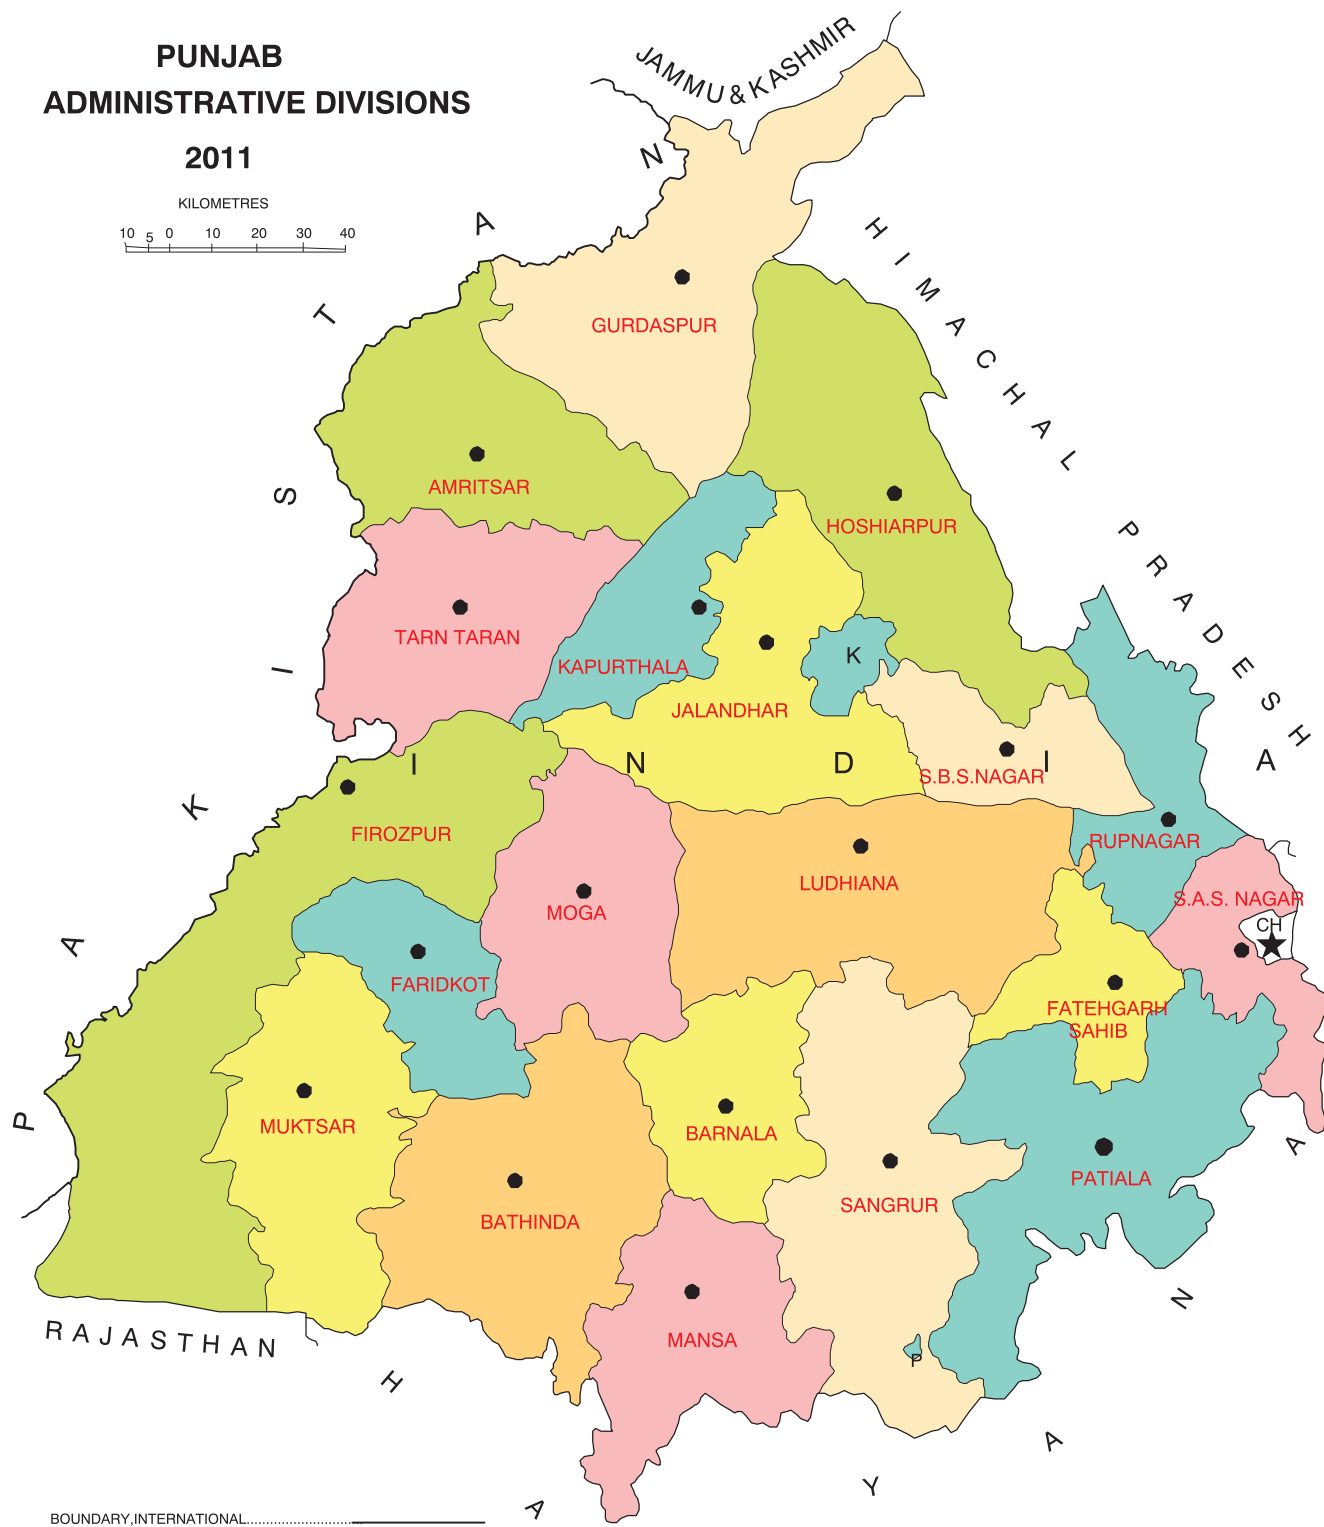 PUNJAB
ADMINISTRATIVE DIVISIONS
2011
KILOMETRES
10 5 0 10 20 30 40
JAMMU & KASHMIR
HIMACHAL PRADESH
PAKISTAN
GURDASPUR
AMRITSAR
HOSHIARPUR
TARN TARAN
KAPURTHALA
K
JALANDHAR
INDIA
S.B.S.NAGAR
FIROZPUR
RUPNAGAR
LUDHIANA
S.A.S. NAGAR
MOGA
CH
FARIDKOT
FATEHGARH
SAHIB
MUKTSAR
BARNALA
PATIALA
SANGRUR
BATHINDA
MANSA
P
RAJASTHAN
HARYANA
BOUNDARY,INTERNATIONAL